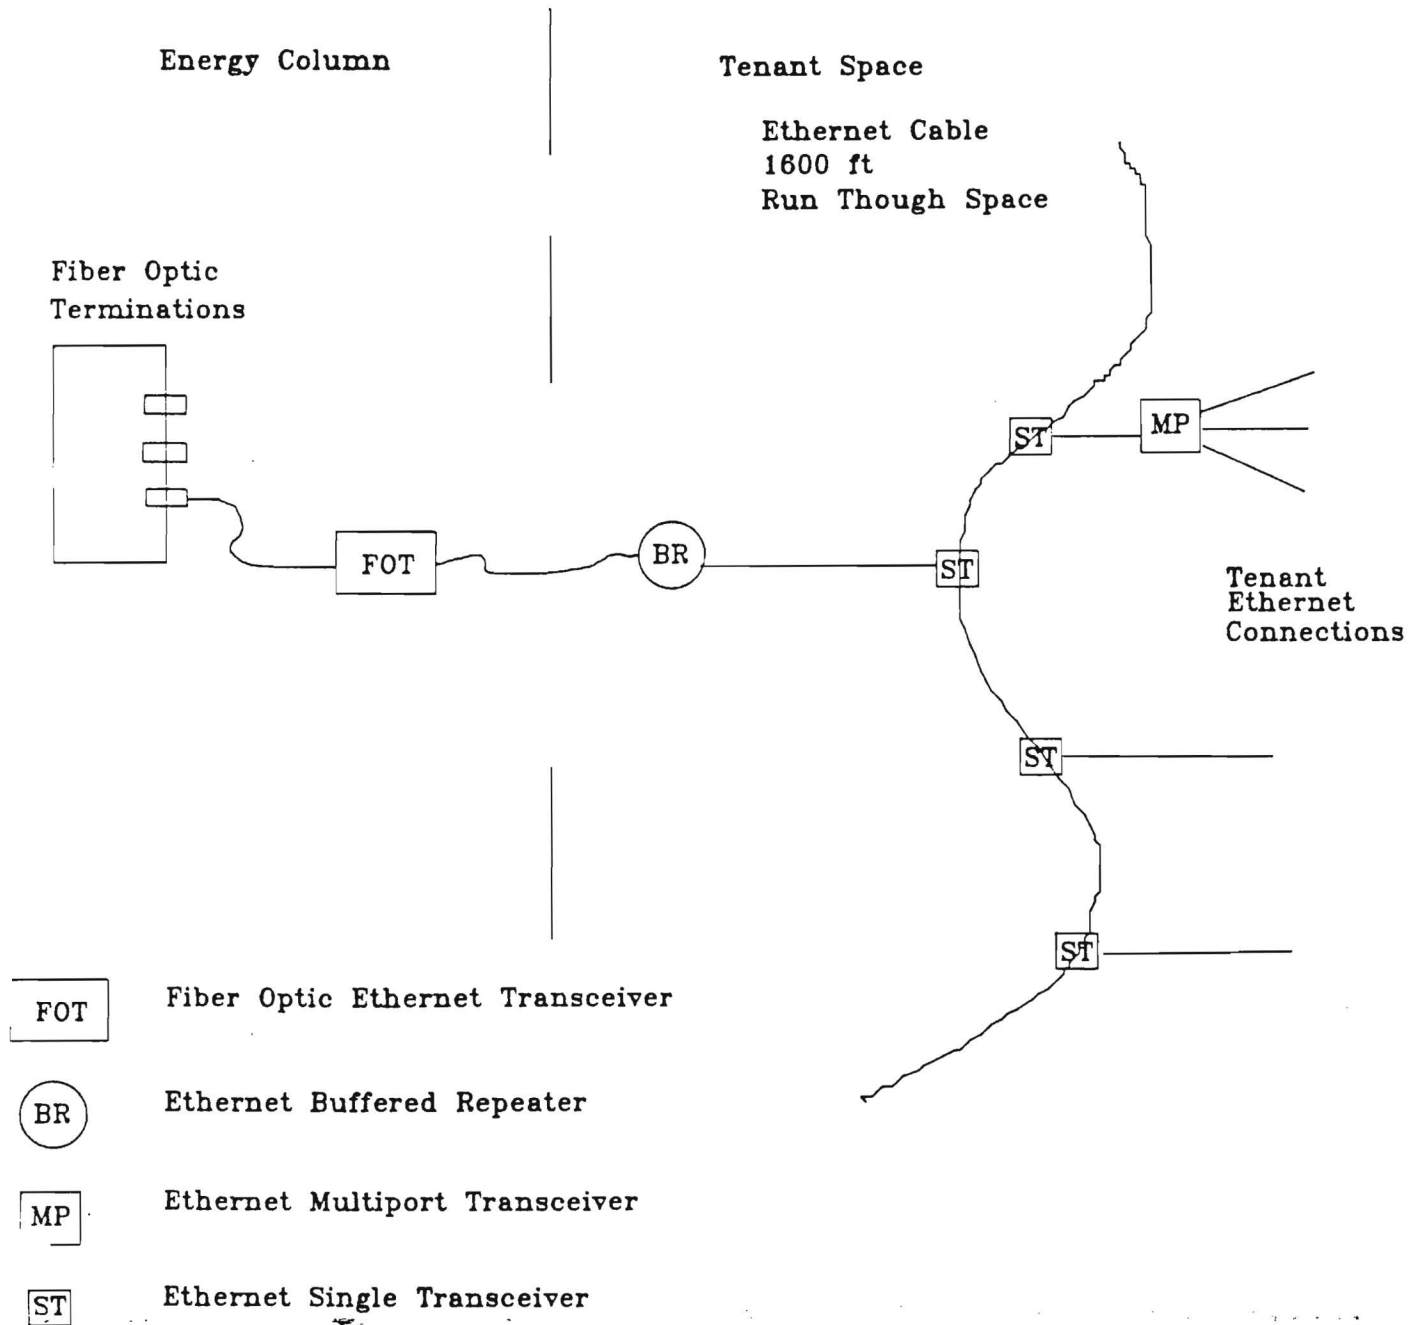 Energy Column
Tenant Space
Ethernet Cable
1600 ft
Run Though Space
Fiber Optic
Terminations
ST
MP
FOT
BR
ST
Tenant
Ethernet
Connections
ST
ST
FOT
Fiber Optic Ethernet Transceiver
BR
Ethernet Buffered Repeater
MP
Ethernet Multiport Transceiver
ST
Ethernet Single Transceiver